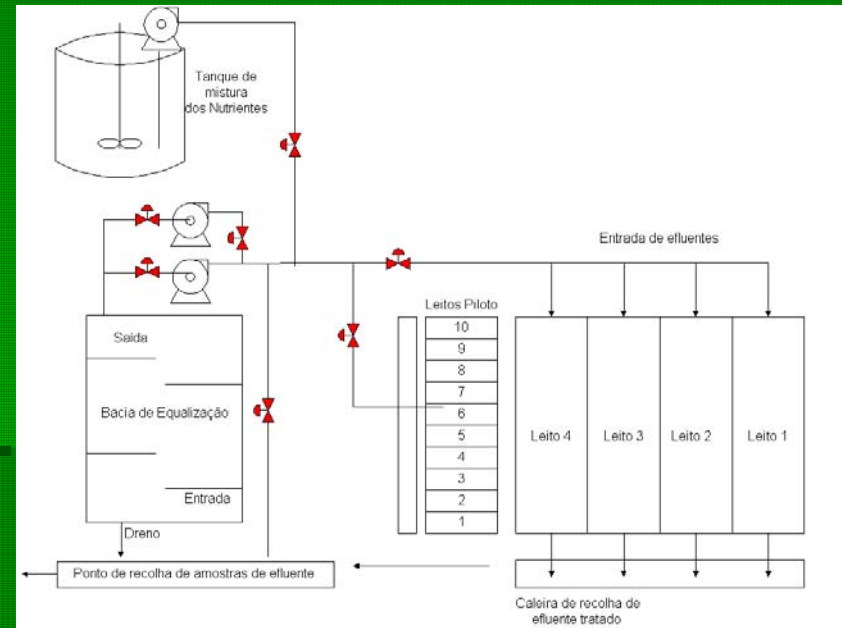 Tanque de
mistura
dos Nutrientes
Entrada de efluentes
Leitos Piloto
10
9
8
7
6
5
4
3
2
1
Saída
Bacia de Equalização
Entrada
Dreno
Leito 4
Leito 3
Leito 2
Leito 1
Ponto de recolha de amostras de efluente
Caleira de recolha de
efluente tratado